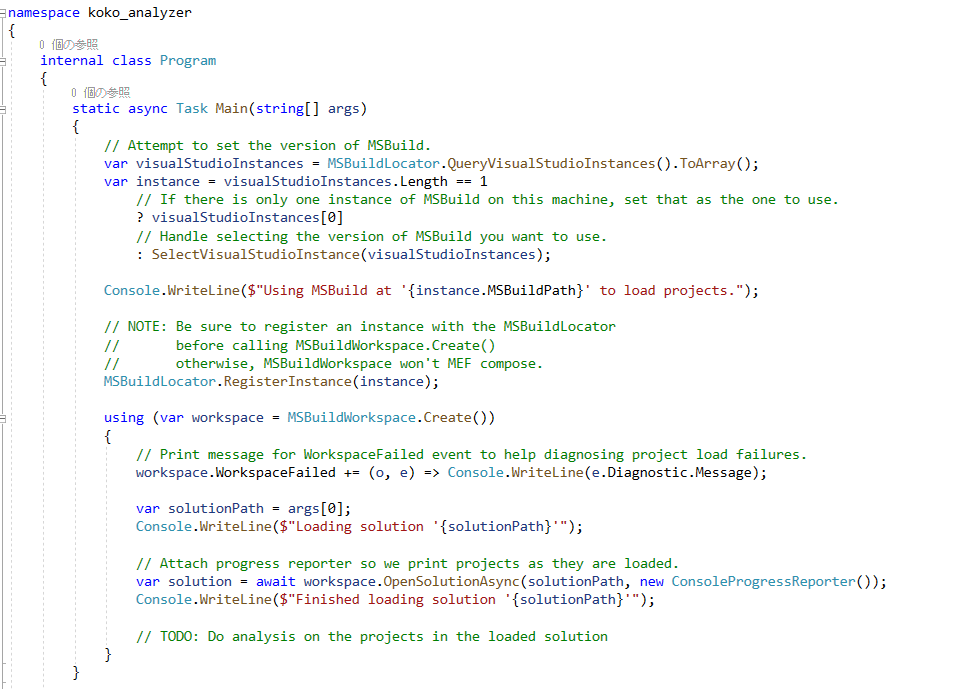 namespace koko_analyzer
{
0 個の参照
internal class Program
{
0 個の参照
static async Task Main(string[] args)
{
// Attempt to set the version of MSBuild.
var visualStudioInstances = MSBuildLocator.QueryVisualStudioInstances().ToArray();
var instance = visualStudioInstances.Length == 1
// If there is only one instance of MSBuild on this machine, set that as the one to use.
? visualStudioInstances[0]
// Handle selecting the version of MSBuild you want to use.
: SelectVisualStudioInstance(visualStudioInstances);
Console.WriteLine($"Using MSBuild at '{instance.MSBuildPath}' to load projects.");
// NOTE: Be sure to register an instance with the MSBuildLocator
//       before calling MSBuildWorkspace.Create()
//       otherwise, MSBuildWorkspace won't MEF compose.
MSBuildLocator.RegisterInstance(instance);
using (var workspace = MSBuildWorkspace.Create())
{
// Print message for WorkspaceFailed event to help diagnosing project load failures.
workspace.WorkspaceFailed += (o, e) => Console.WriteLine(e.Diagnostic.Message);
var solutionPath = args[0];
Console.WriteLine($"Loading solution '{solutionPath}'");
// Attach progress reporter so we print projects as they are loaded.
var solution = await workspace.OpenSolutionAsync(solutionPath, new ConsoleProgressReporter());
Console.WriteLine($"Finished loading solution '{solutionPath}'");
// TODO: Do analysis on the projects in the loaded solution
}
}